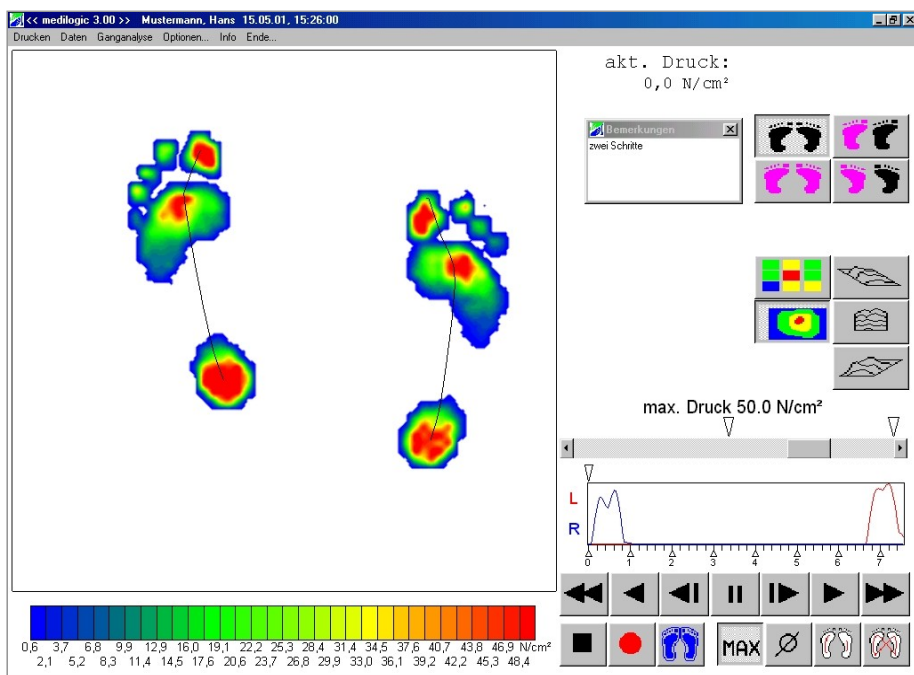 << medilogic 3.00 >> Mustermann, Hans 15.05.01, 15:26:00
Drucken Daten Ganganalyse Optionen... Info Ende...
akt. Druck:
0,0 N/cm²
Bemerkungen
zwei Schritte
max. Druck 50.0 N/cm²
L
R
0 1 2 3 4 5 6 7
0,6 3,7 6,8 9,9 13,0 16,0 19,1 22.2 25.3 28,4 31.4 34.5 37.6 40.7 43.8 46,9 N/cm²
2,1 5,2 8,3 11,4 14,5 17,6 20,6 23,7 26,8 29.9 33,0 36,1 39,2 42,2 45,3 48,4
MAX